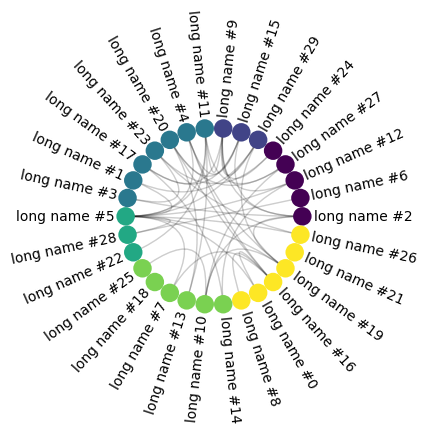 long name #9
long name #15
long name #29
long name #24
long name #27
long name #12
long name #6
long name #2
long name #26
long name #21
long name #19
long name #16
long name #0
long name #8
long name #14
long name #10
long name #13
long name #7
long name #18
long name #25
long name #22
long name #28
long name #5
long name #3
long name #1
long name #17
long name #23
long name #20
long name #4
long name #11